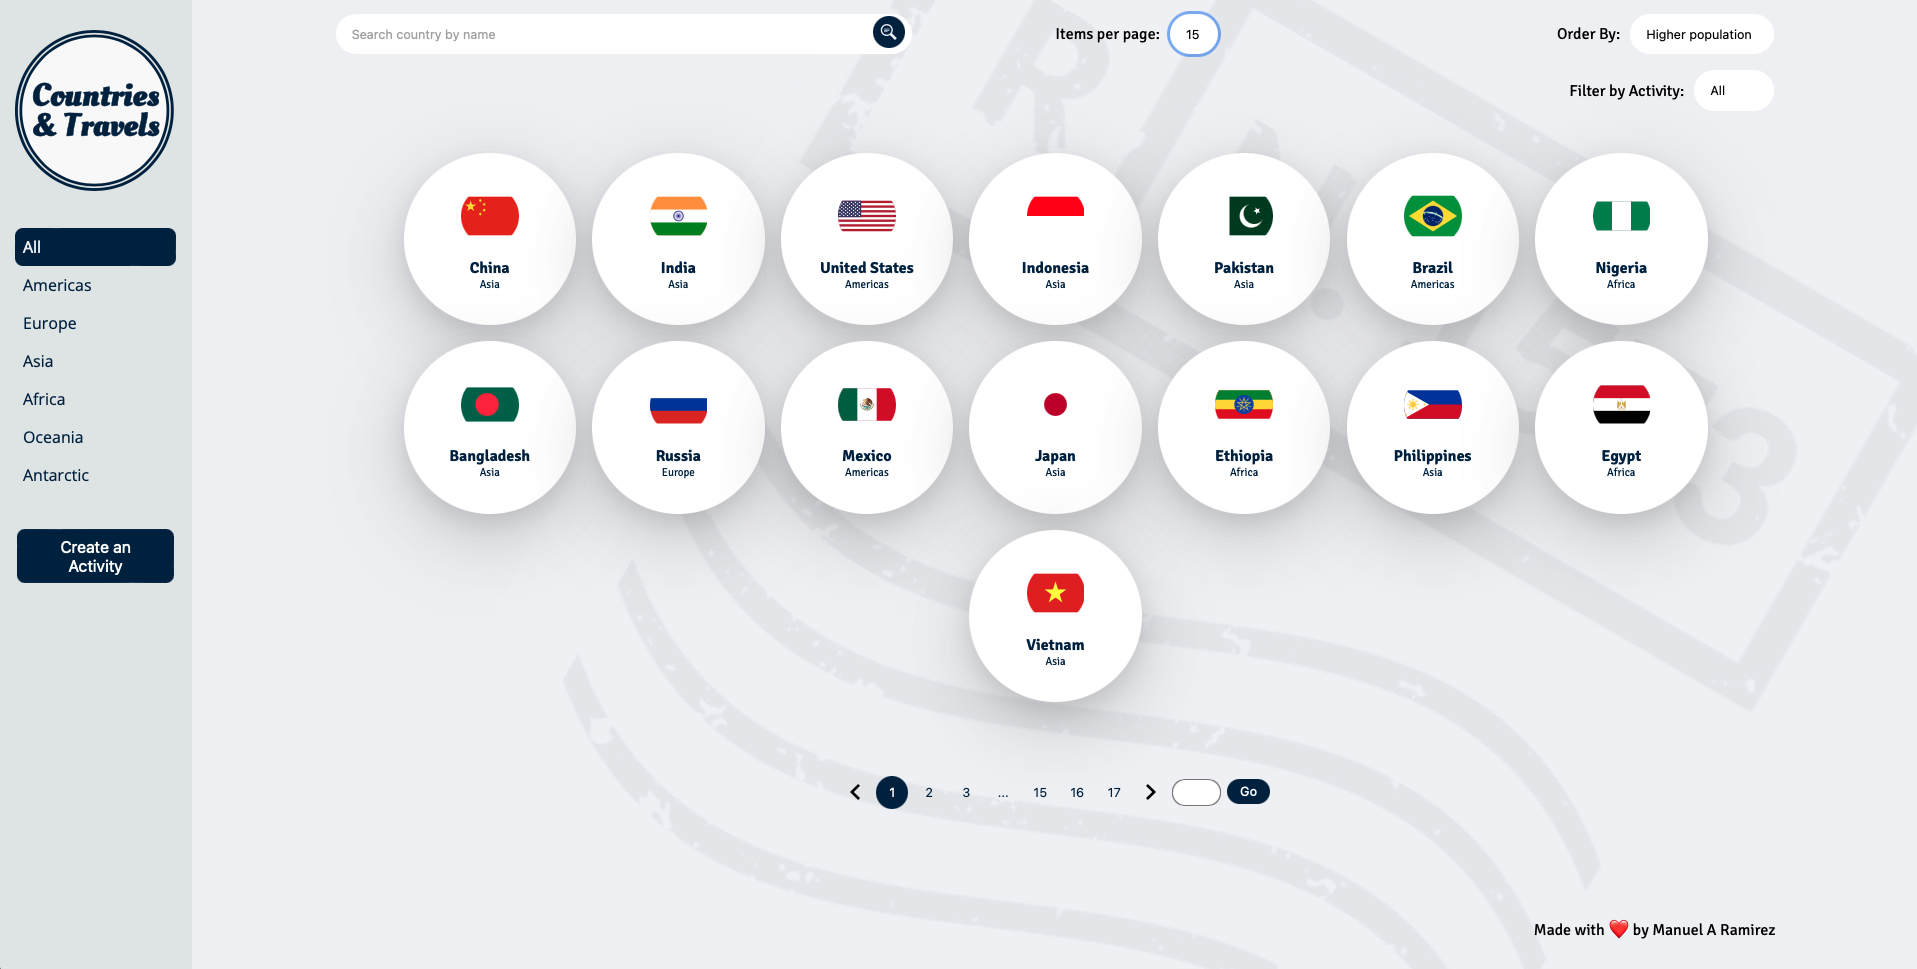 Countries
& Travels
All
Americas
Europe
Asia
Africa
Oceania
Antarctic
Create an
Activity
Search country by name
Items per page: 15
Order By: Higher population
Filter by Activity: All
China
Asia
India
Asia
United States
Americas
Indonesia
Asia
Pakistan
Asia
Brazil
Americas
Nigeria
Africa
Bangladesh
Asia
Russia
Europe
Mexico
Americas
Japan
Asia
Ethiopia
Africa
Philippines
Asia
Egypt
Africa
Vietnam
Asia
1 2 3 ... 15 16 17 Go
Made with ❤️ by Manuel A Ramirez